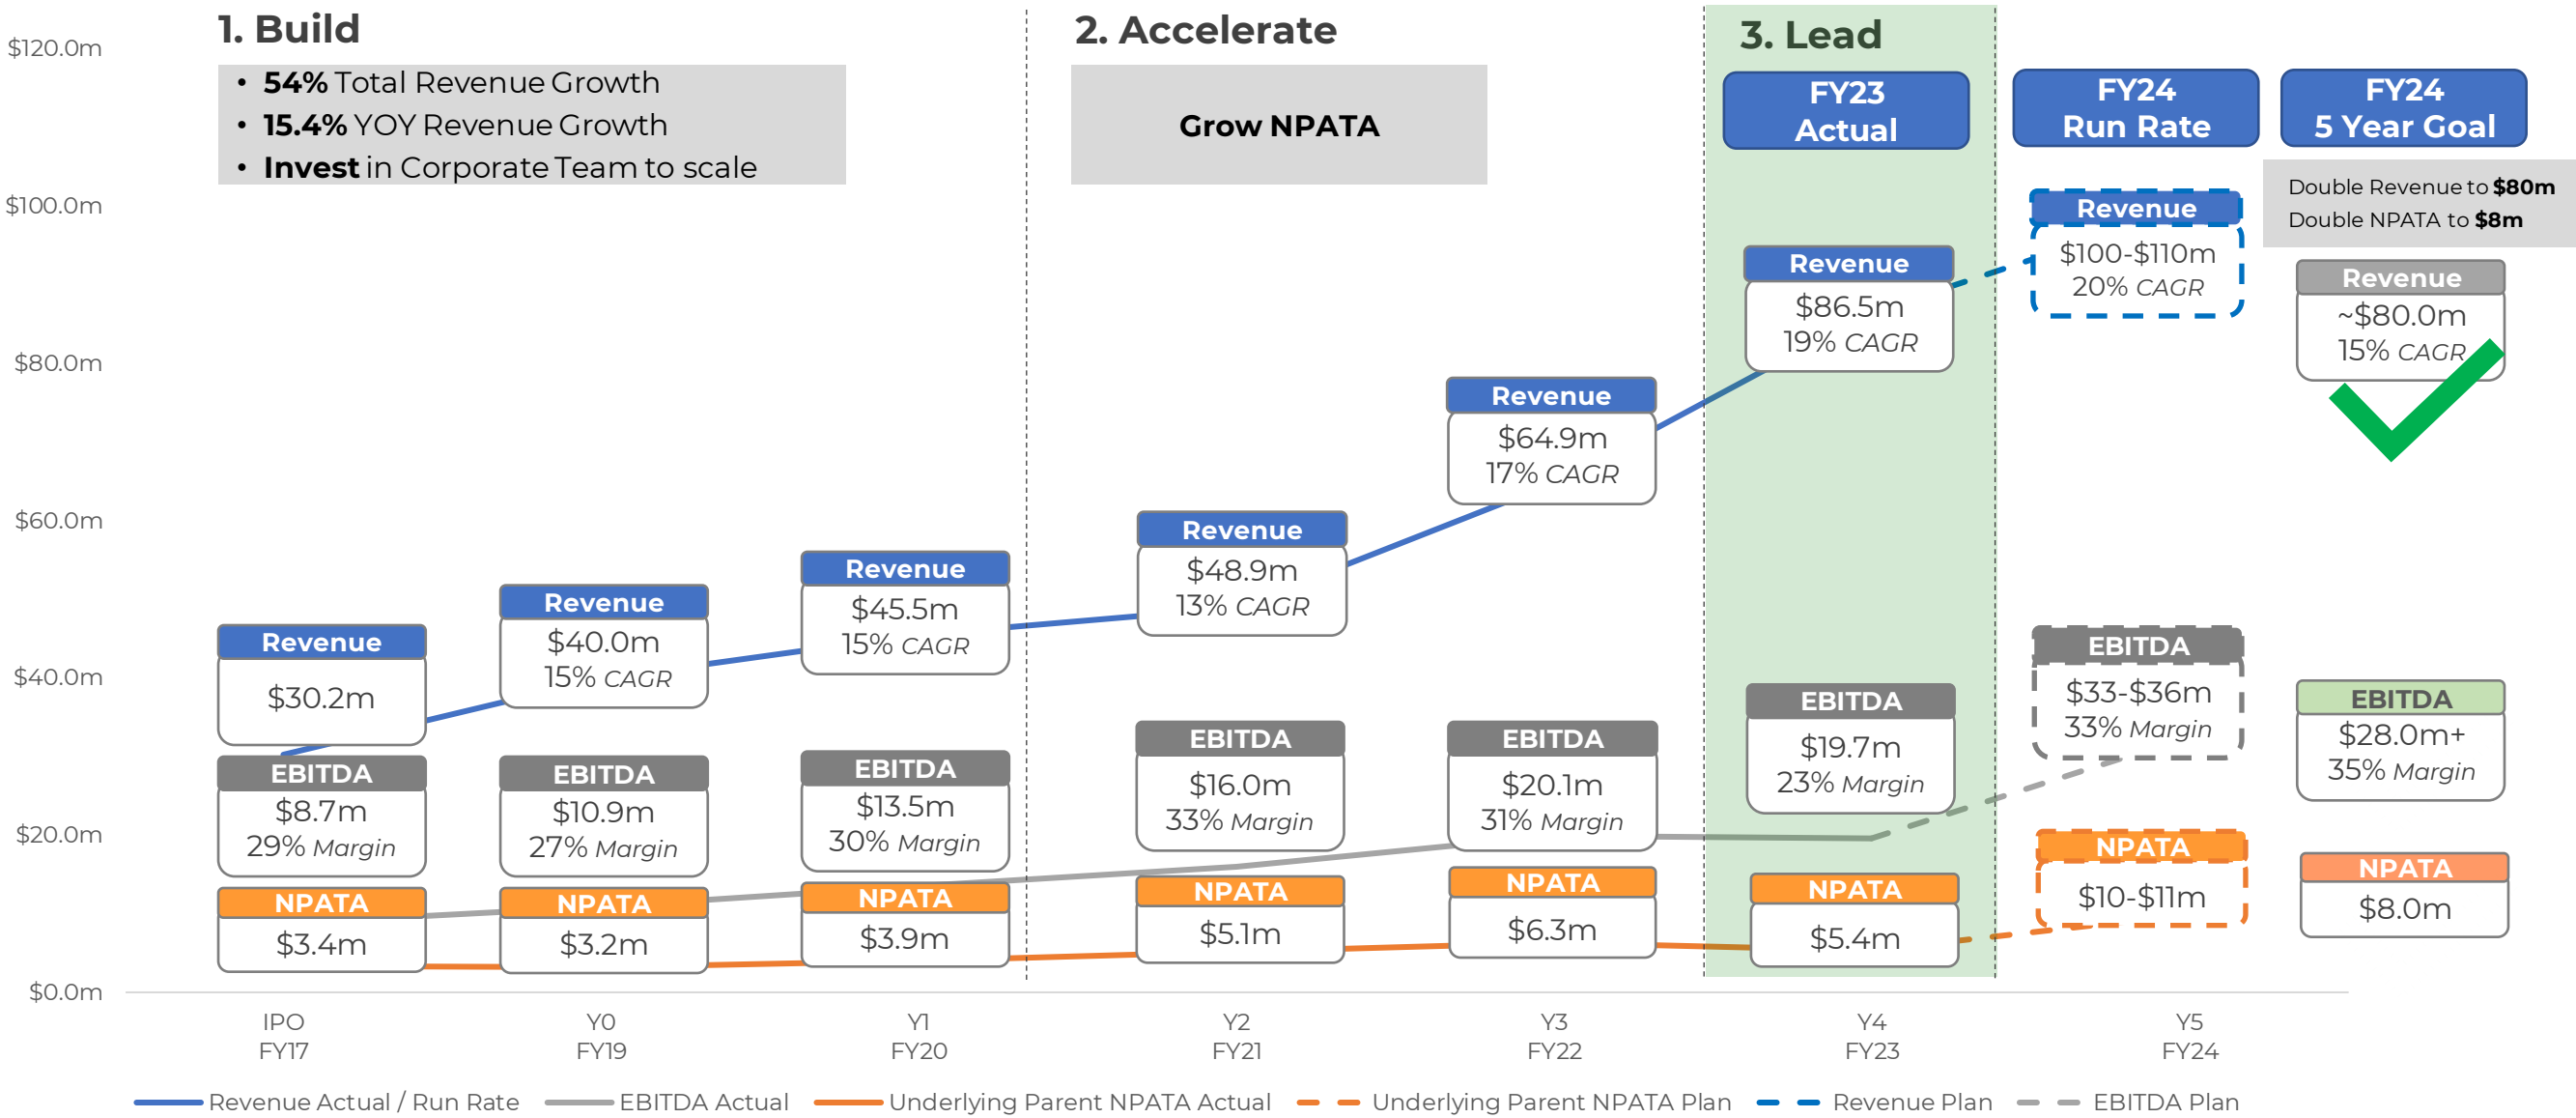 1. Build
• 54% Total Revenue Growth
• 15.4% YOY Revenue Growth
• Invest in Corporate Team to scale
2. Accelerate
Grow NPATA
3. Lead
FY23
Actual
FY24
Run Rate
FY24
5 Year Goal
Double Revenue to $80m
Double NPATA to $8m
$120.0m
$100.0m
$80.0m
$60.0m
$40.0m
$20.0m
$0.0m
Revenue
$30.2m
EBITDA
$8.7m
29% Margin
NPATA
$3.4m
Revenue
$40.0m
15% CAGR
EBITDA
$10.9m
27% Margin
NPATA
$3.2m
Revenue
$45.5m
15% CAGR
EBITDA
$13.5m
30% Margin
NPATA
$3.9m
Revenue
$48.9m
13% CAGR
EBITDA
$16.0m
33% Margin
NPATA
$5.1m
Revenue
$64.9m
17% CAGR
EBITDA
$20.1m
31% Margin
NPATA
$6.3m
Revenue
$86.5m
19% CAGR
EBITDA
$19.7m
23% Margin
NPATA
$5.4m
Revenue
$100-$110m
20% CAGR
EBITDA
$33-$36m
33% Margin
NPATA
$10-$11m
Revenue
~$80.0m
15% CAGR
EBITDA
$28.0m+
35% Margin
NPATA
$8.0m
IPO
FY17
Y0
FY19
Y1
FY20
Y2
FY21
Y3
FY22
Y4
FY23
Y5
FY24
Revenue Actual / Run Rate
EBITDA Actual
Underlying Parent NPATA Actual
Underlying Parent NPATA Plan
Revenue Plan
EBITDA Plan